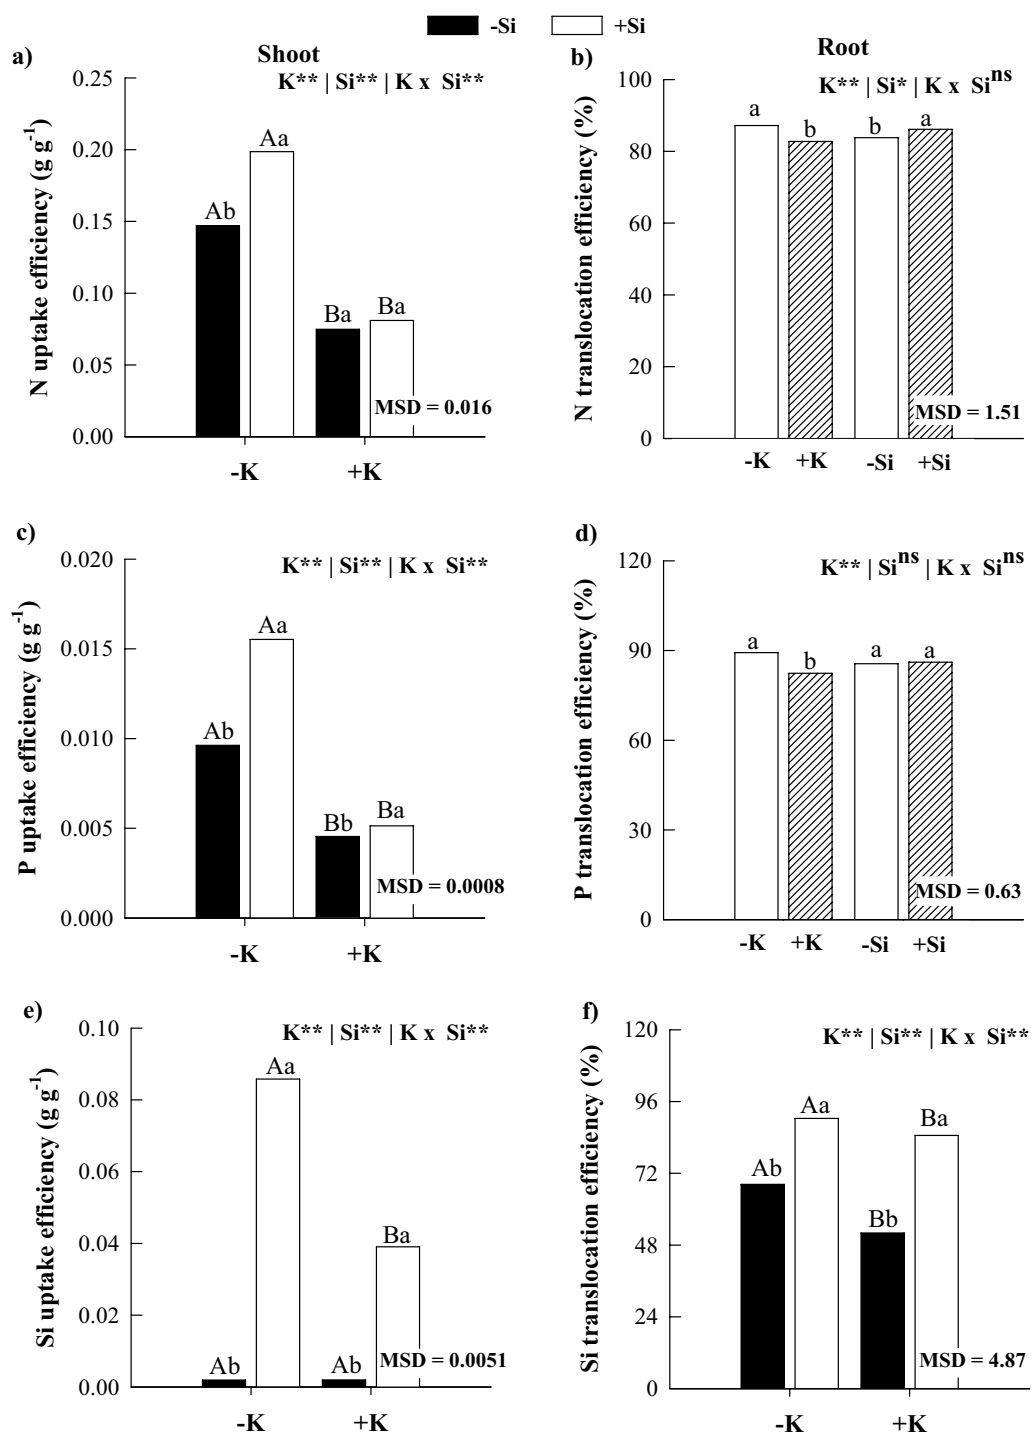 -Si +Si
Shoot Root
a)
K** | Si** | K x Si**
N uptake efficiency (g g⁻¹)
0.25
0.20
0.15
0.10
0.05
0.00
Ab
Aa
Ba
Ba
MSD = 0.016
-K +K
b)
K** | Si* | K x Si^ns
N translocation efficiency (%)
100
80
60
40
20
0
a
b
b
a
MSD = 1.51
-K +K -Si +Si
c)
K** | Si** | K x Si**
P uptake efficiency (g g⁻¹)
0.020
0.015
0.010
0.005
0.000
Ab
Aa
Bb
Ba
MSD = 0.0008
-K +K
d)
K** | Si^ns | K x Si^ns
P translocation efficiency (%)
120
90
60
30
0
a
b
a
a
MSD = 0.63
-K +K -Si +Si
e)
K** | Si** | K x Si**
Si uptake efficiency (g g⁻¹)
0.10
0.08
0.06
0.04
0.02
0.00
Ab
Aa
Ab
Ba
MSD = 0.0051
-K +K
f)
K** | Si** | K x Si**
Si translocation efficiency (%)
120
96
72
48
24
0
Ab
Aa
Bb
Ba
MSD = 4.87
-K +K